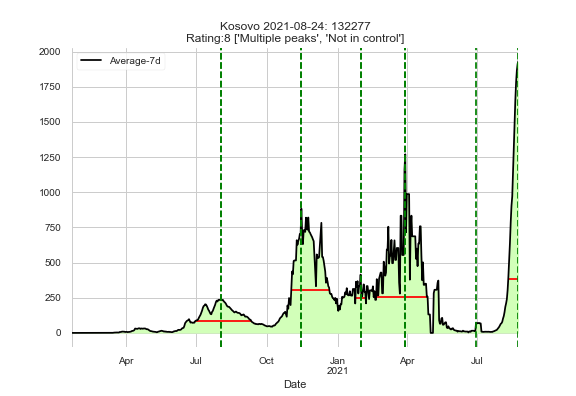 Kosovo 2021-08-24: 132277
Rating:8 ['Multiple peaks', 'Not in control']
Average-7d
2000
1750
1500
1250
1000
750
500
250
0
Apr
Jul
Oct
Jan
2021
Apr
Jul
Date